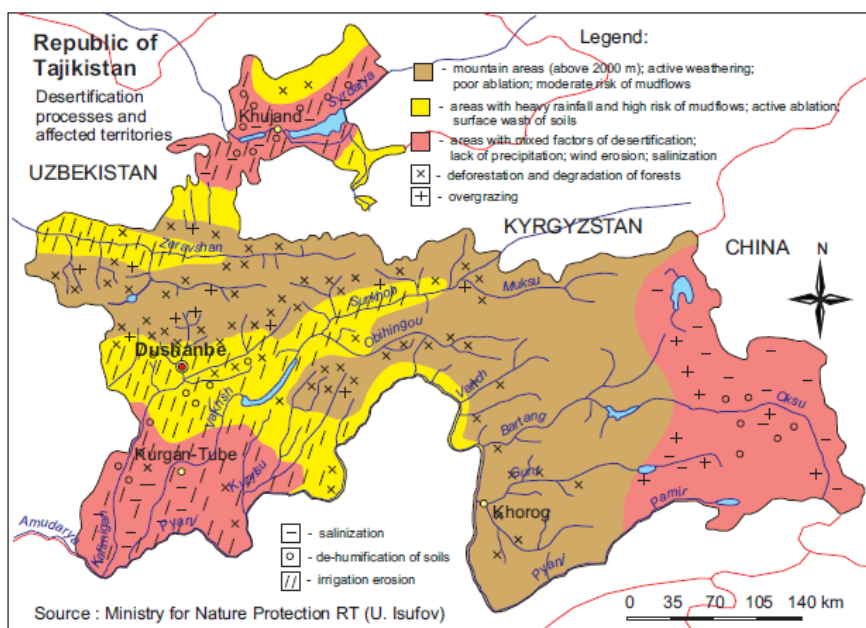 Republic of
Tajikistan
Desertification
processes and
affected territories
Legend:
- mountain areas (above 2000 m); active weathering;
poor ablation; moderate risk of mudflows
- areas with heavy rainfall and high risk of mudflows; active ablation;
surface wash of soils
- areas with mixed factors of desertification;
lack of precipitation; wind erosion; salinization
- deforestation and degradation of forests
- overgrazing
Syrdarya
Khujand
UZBEKISTAN
KYRGYZSTAN
CHINA
N
Zeravshan
Surkhob
Muksu
Obihingou
Dushanbe
Vakhsh
Vanch
Bartang
Oksu
Kurgan-Tube
Kyzylsu
Gunt
Khorog
Pamir
Amudarya
Kafirnigan
Pyanj
Pyanj
- salinization
- de-humification of soils
- irrigation erosion
Source : Ministry for Nature Protection RT (U. Isufov)
0 35 70 105 140 km